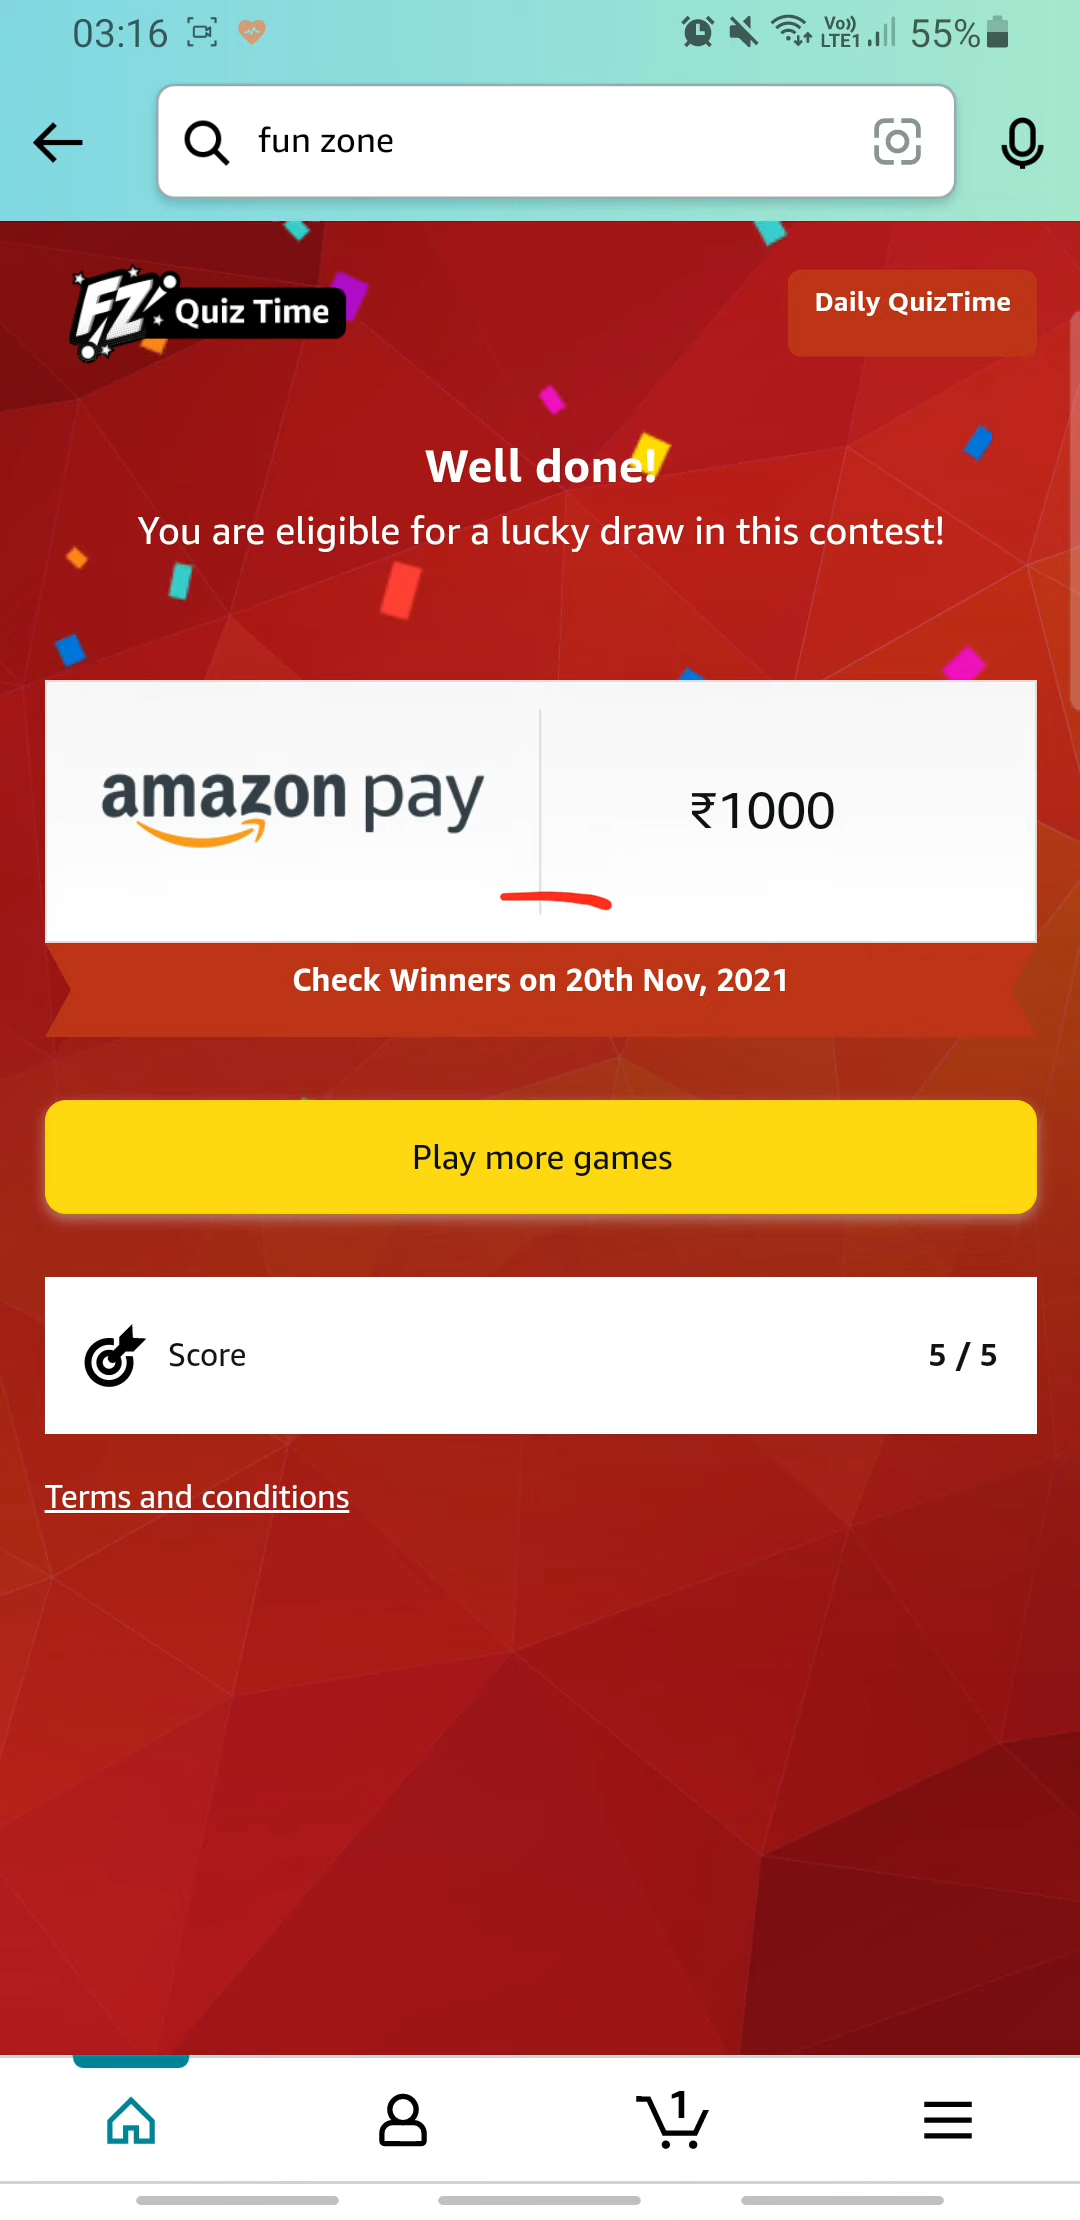 03:16
Vo)) LTE1 55%
fun zone
FZ Quiz Time
Daily QuizTime
Well done!
You are eligible for a lucky draw in this contest!
amazon pay
₹1000
Check Winners on 20th Nov, 2021
Play more games
Score 5 / 5
Terms and conditions
1